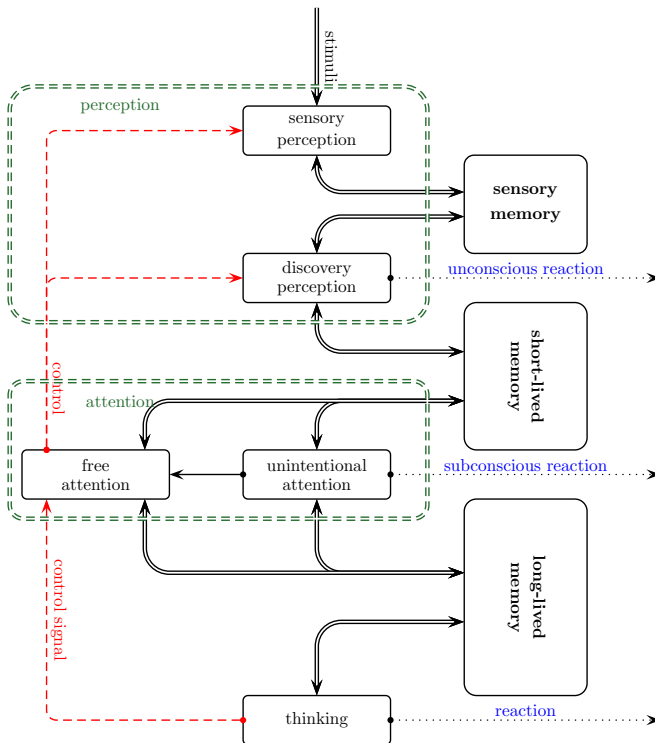 stimuli
perception
sensory
perception
sensory
memory
discovery
perception
unconscious reaction
short-lived
memory
control
attention
free
attention
unintentional
attention
subconscious reaction
long-lived
memory
control signal
thinking
reaction